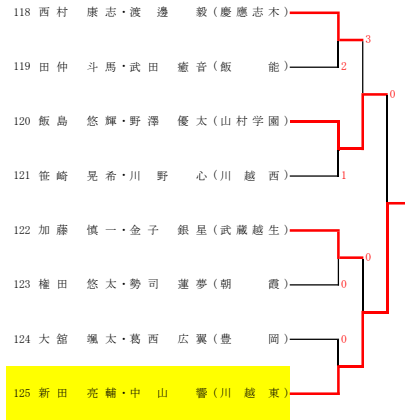 118 西村 康志・渡邊 毅(慶應志木)
3
119 田仲 斗馬・武田 癒音(飯能) 2
0
120 飯島 悠輝・野澤 優太(山村学園)
121 笹崎 晃希・川野 心(川越西) 1
122 加藤 慎一・金子 銀星(武蔵越生)
0
123 権田 悠太・勢司 蓮夢(朝霞) 0
124 大舘 颯太・葛西 広翼(豊岡) 0
125 新田 亮輔・中山 響(川越東)